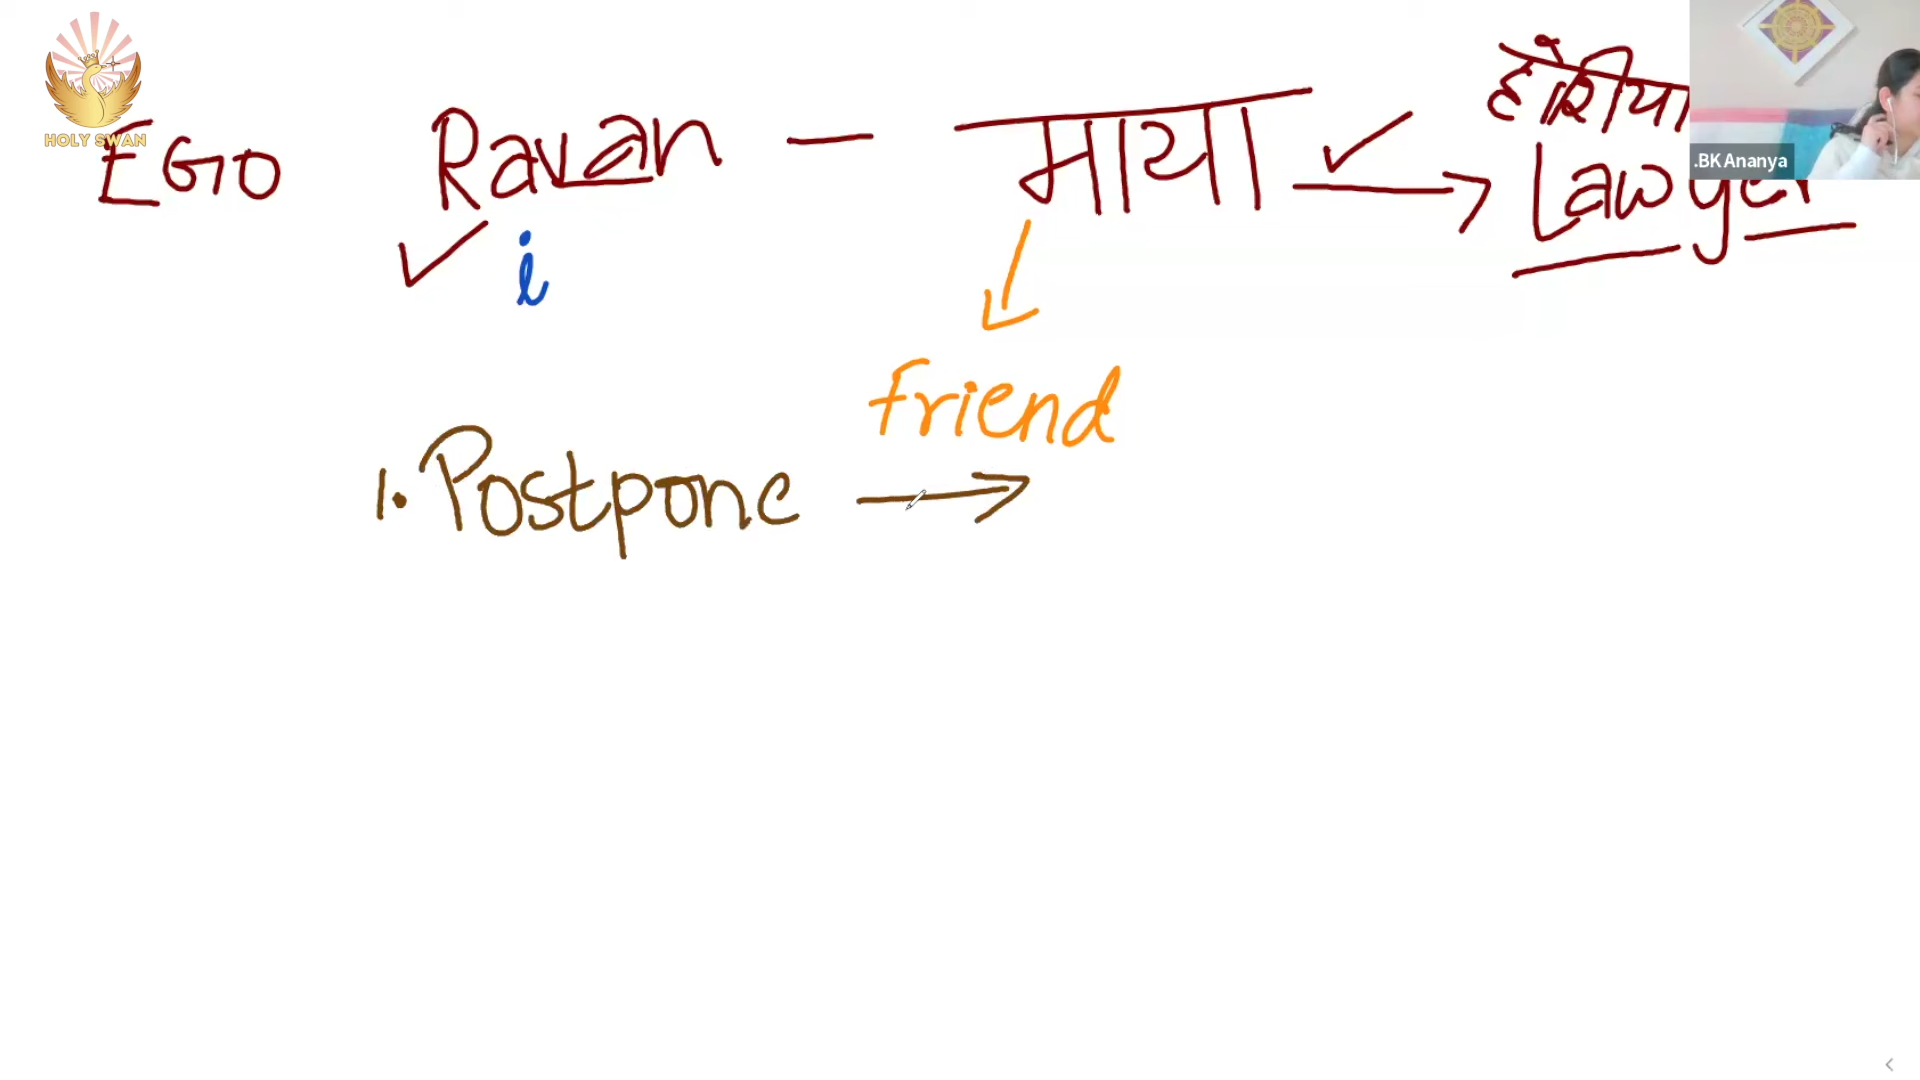 HOLY SWAN
EGO Ravan - माया ✓ → Lawyer
.BK Ananya
✓ i
↓
Friend
1. Postpone →